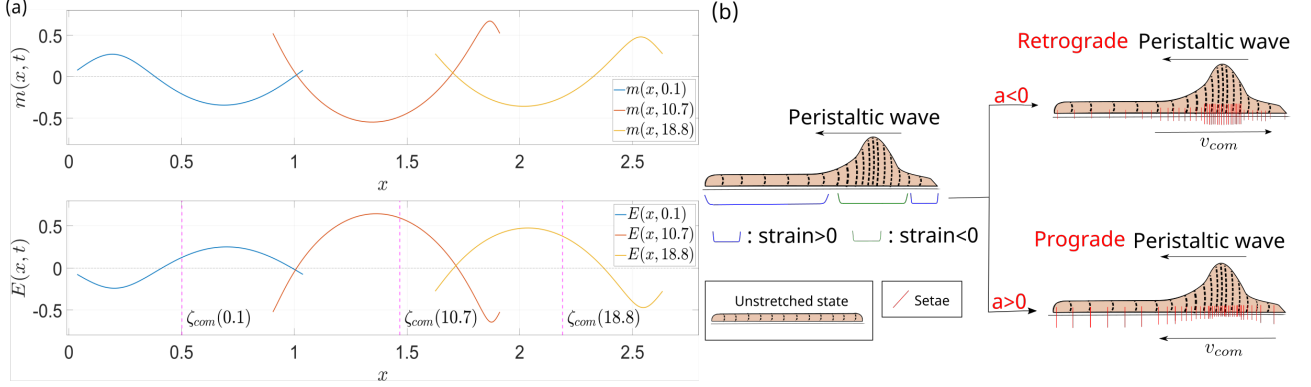 (a)
m(x, t)
0.5
0
-0.5
m(x, 0.1)
m(x, 10.7)
m(x, 18.8)
0 0.5 1 1.5 2 2.5
x
E(x, t)
0.5
0
-0.5
E(x, 0.1)
E(x, 10.7)
E(x, 18.8)
ζcom(0.1) ζcom(10.7) ζcom(18.8)
0 0.5 1 1.5 2 2.5
x
(b)
Peristaltic wave
: strain>0 : strain<0
Unstretched state
Setae
a<0
Retrograde Peristaltic wave
vcom
a>0
Prograde Peristaltic wave
vcom